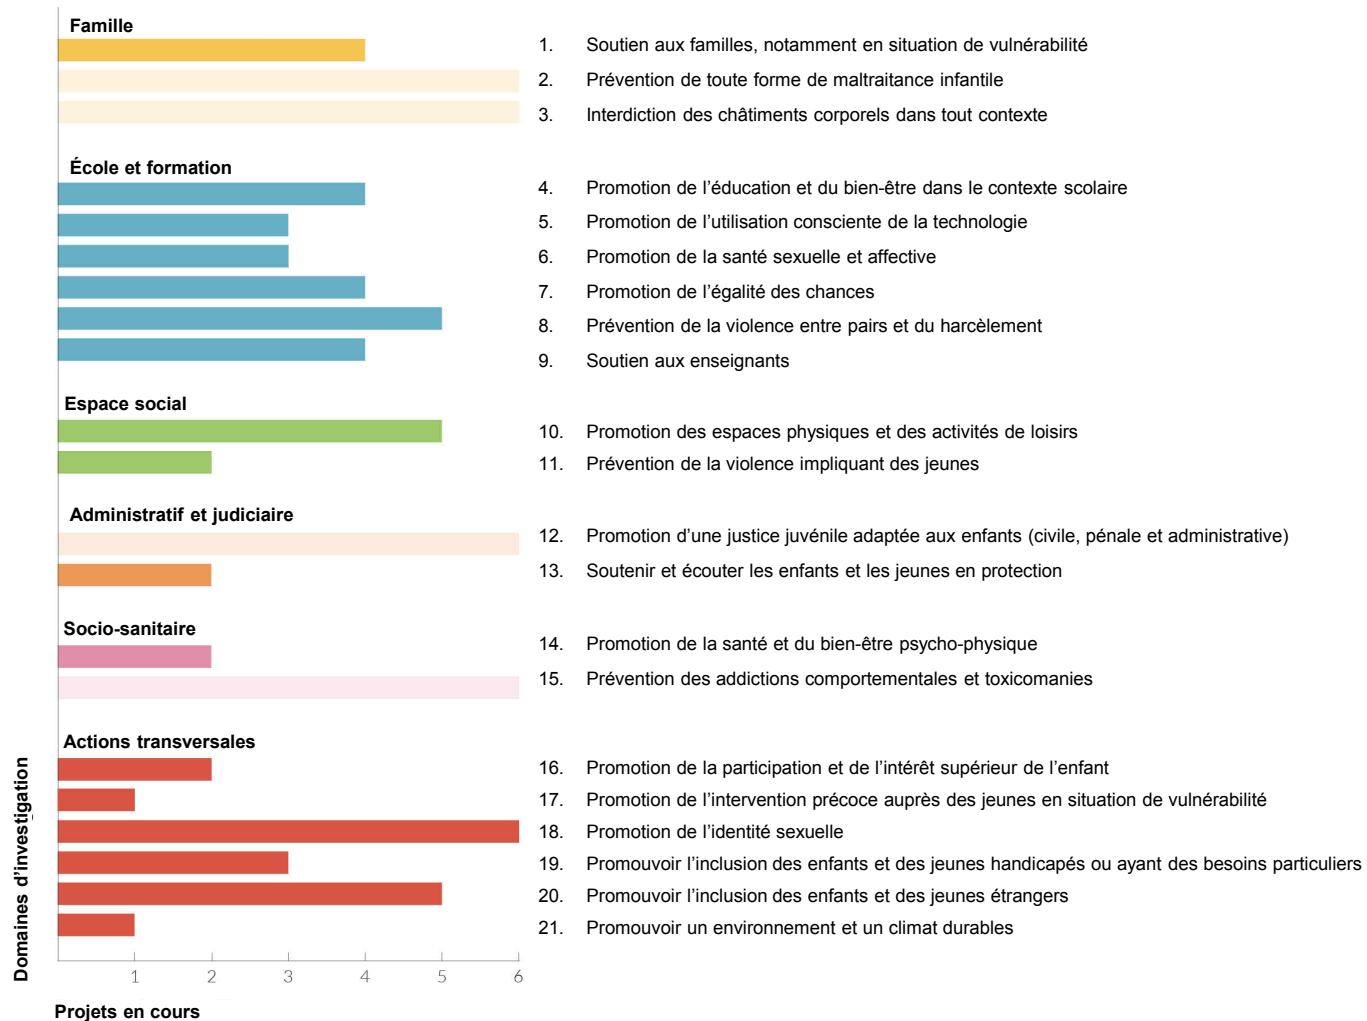 Famille
1. Soutien aux familles, notamment en situation de vulnérabilité
2. Prévention de toute forme de maltraitance infantile
3. Interdiction des châtiments corporels dans tout contexte
École et formation
4. Promotion de l’éducation et du bien-être dans le contexte scolaire
5. Promotion de l’utilisation consciente de la technologie
6. Promotion de la santé sexuelle et affective
7. Promotion de l’égalité des chances
8. Prévention de la violence entre pairs et du harcèlement
9. Soutien aux enseignants
Espace social
10. Promotion des espaces physiques et des activités de loisirs
11. Prévention de la violence impliquant des jeunes
Administratif et judiciaire
12. Promotion d’une justice juvénile adaptée aux enfants (civile, pénale et administrative)
13. Soutenir et écouter les enfants et les jeunes en protection
Socio-sanitaire
14. Promotion de la santé et du bien-être psycho-physique
15. Prévention des addictions comportementales et toxicomanies
Actions transversales
16. Promotion de la participation et de l’intérêt supérieur de l’enfant
17. Promotion de l’intervention précoce auprès des jeunes en situation de vulnérabilité
18. Promotion de l’identité sexuelle
19. Promouvoir l’inclusion des enfants et des jeunes handicapés ou ayant des besoins particuliers
20. Promouvoir l’inclusion des enfants et des jeunes étrangers
21. Promouvoir un environnement et un climat durables
Domaines d’investigation
1 2 3 4 5 6
Projets en cours